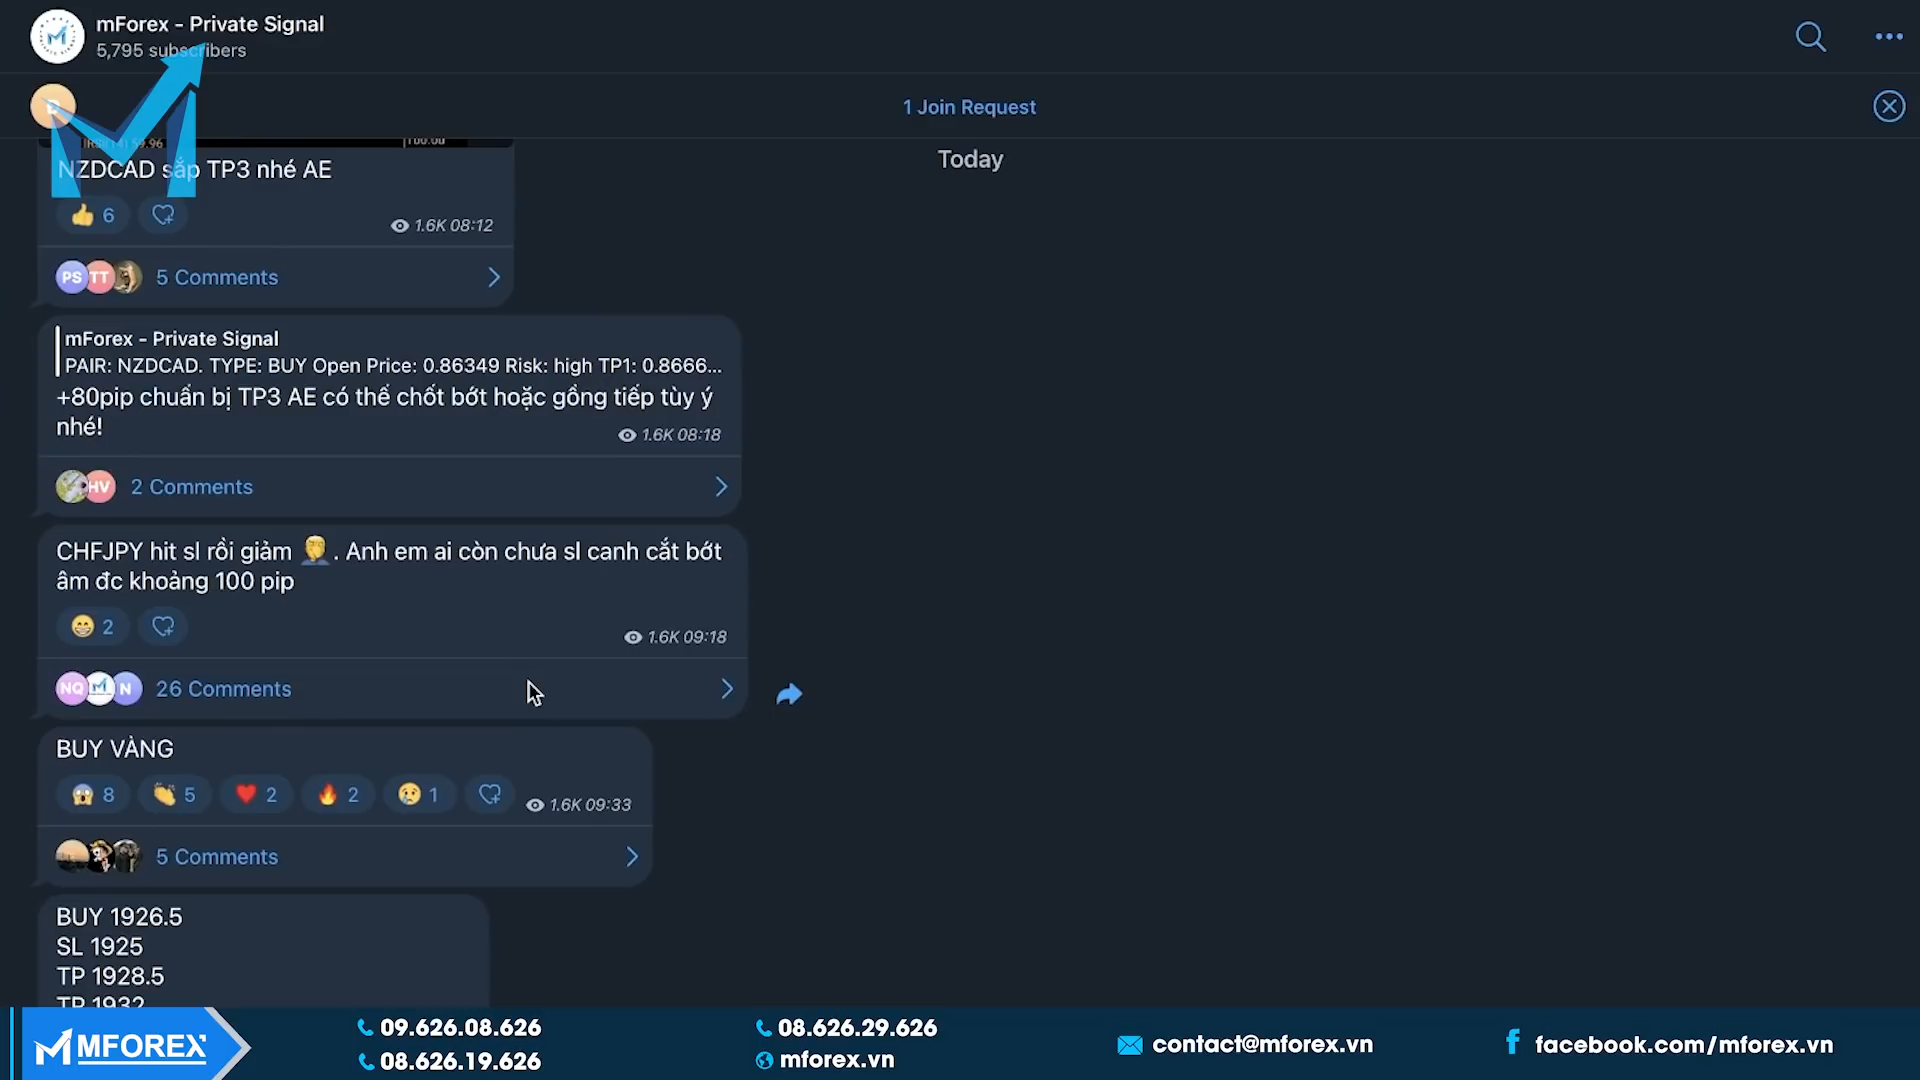 mForex - Private Signal
5,795 subscribers
1 Join Request
Today
NZDCAD sắp TP3 nhé AE
👍 6
1.6K 08:12
PS TT
5 Comments
mForex - Private Signal
PAIR: NZDCAD. TYPE: BUY Open Price: 0.86349 Risk: high TP1: 0.8666...
+80pip chuẩn bị TP3 AE có thể chốt bớt hoặc gồng tiếp tùy ý
nhé!
1.6K 08:18
HV
2 Comments
CHFJPY hit sl rồi giảm 🤦‍♂️. Anh em ai còn chưa sl canh cắt bớt
âm đc khoảng 100 pip
😁 2
1.6K 09:18
NQ N
26 Comments
BUY VÀNG
😱 8 👏 5 ❤️ 2 🔥 2 😢 1
1.6K 09:33
5 Comments
BUY 1926.5
SL 1925
TP 1928.5
TP 1932
MFOREX
09.626.08.626
08.626.19.626
08.626.29.626
mforex.vn
contact@mforex.vn
facebook.com/mforex.vn